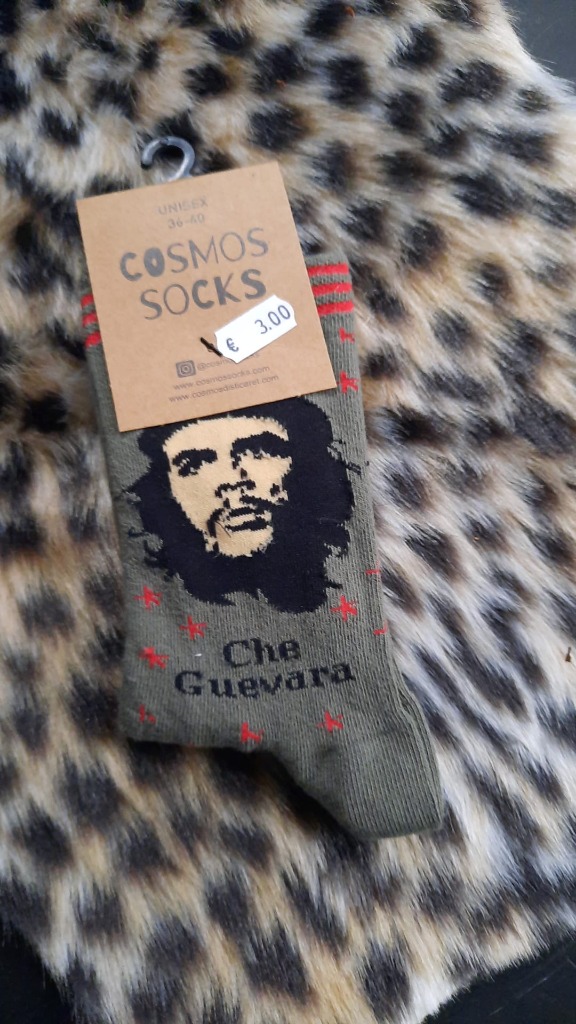 UNISEX
36-40
COSMOS
SOCKS
€ 3.00
www.cosmossocks.com
Che
Guevara